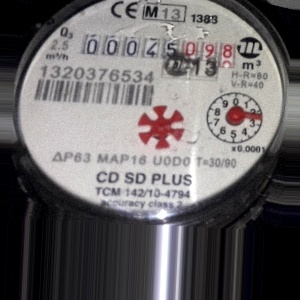 CE M13 1383
Q3
2.5
m³/h
00045098
m³
H-R=80
V-R=40
1320376534
x0.0001
ΔP63 MAP16 U0D0 T=30/90
CD SD PLUS
TCM 142/10-4794
accuracy class 2